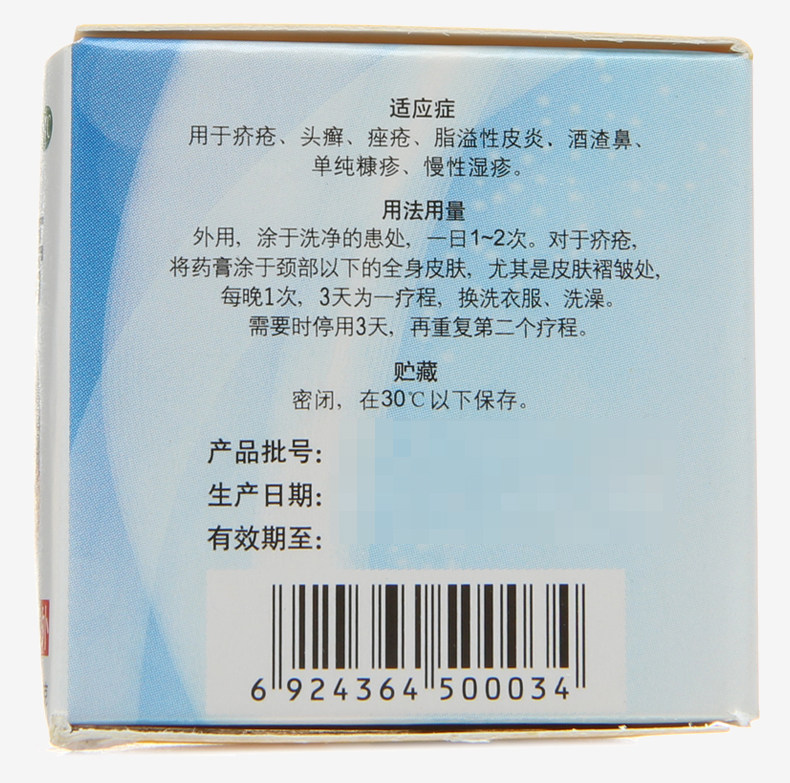 适应症
用于疥疮、头癣、痤疮、脂溢性皮炎、酒渣鼻、
单纯糠疹、慢性湿疹。
用法用量
外用，涂于洗净的患处，一日1~2次。对于疥疮，
将药膏涂于颈部以下的全身皮肤，尤其是皮肤褶皱处，
每晚1次，3天为一疗程，换洗衣服、洗澡。
需要时停用3天，再重复第二个疗程。
贮藏
密闭，在30℃以下保存。
产品批号：
生产日期：
有效期至：
6 924364 500034